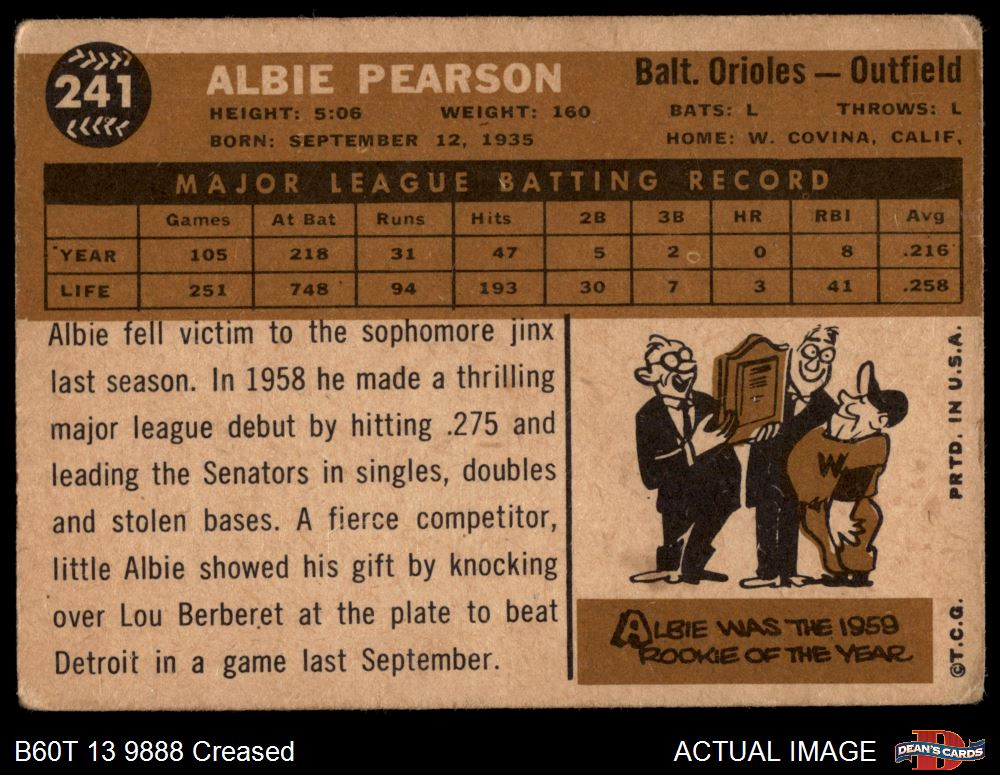 241
ALBIE PEARSON
Balt. Orioles — Outfield
HEIGHT: 5:06 WEIGHT: 160 BATS: L THROWS: L
BORN: SEPTEMBER 12, 1935 HOME: W. COVINA, CALIF,
MAJOR LEAGUE BATTING RECORD
Games At Bat Runs Hits 2B 3B HR RBI Avg
YEAR 105 218 31 47 5 2 0 8 .216
LIFE 251 748 94 193 30 7 3 41 .258
Albie fell victim to the sophomore jinx
last season. In 1958 he made a thrilling
major league debut by hitting .275 and
leading the Senators in singles, doubles
and stolen bases. A fierce competitor,
little Albie showed his gift by knocking
over Lou Berberet at the plate to beat
Detroit in a game last September.
W
ALBIE WAS THE 1959
ROOKIE OF THE YEAR
©T.C.G. PRTD. IN U.S.A.
B60T 13 9888 Creased
ACTUAL IMAGE
D
DEAN'S CARDS